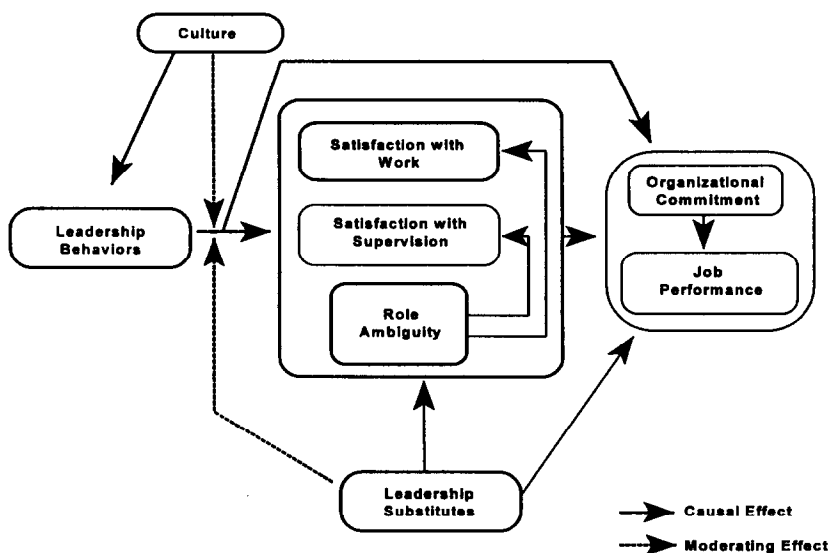 Culture
Satisfaction with
Work
Organizational
Commitment
Leadership
Behaviors
Satisfaction with
Supervision
Job
Performance
Role
Ambiguity
Leadership
Substitutes
Causal Effect
Moderating Effect